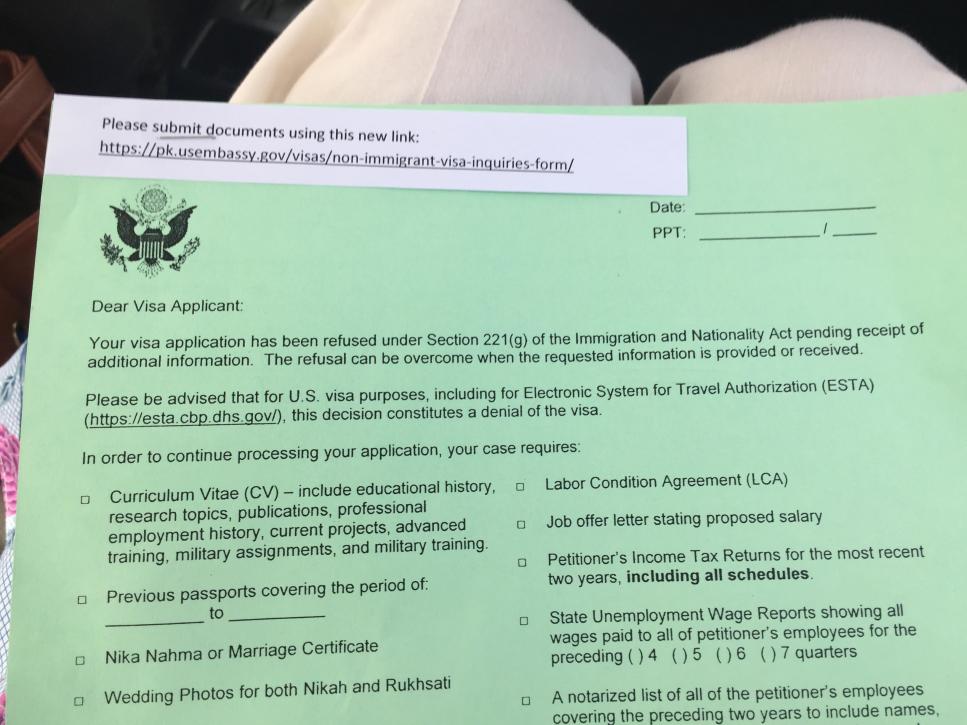 Please submit documents using this new link:
https://pk.usembassy.gov/visas/non-immigrant-visa-inquiries-form/
Date: ____________________
PPT: ______________ / _____
Dear Visa Applicant:
Your visa application has been refused under Section 221(g) of the Immigration and Nationality Act pending receipt of
additional information. The refusal can be overcome when the requested information is provided or received.
Please be advised that for U.S. visa purposes, including for Electronic System for Travel Authorization (ESTA)
(https://esta.cbp.dhs.gov/), this decision constitutes a denial of the visa.
In order to continue processing your application, your case requires:
□ Curriculum Vitae (CV) – include educational history,
research topics, publications, professional
employment history, current projects, advanced
training, military assignments, and military training.
□ Previous passports covering the period of:
___________ to ___________
□ Nika Nahma or Marriage Certificate
□ Wedding Photos for both Nikah and Rukhsati
□ Labor Condition Agreement (LCA)
□ Job offer letter stating proposed salary
□ Petitioner's Income Tax Returns for the most recent
two years, including all schedules.
□ State Unemployment Wage Reports showing all
wages paid to all of petitioner's employees for the
preceding ( ) 4 ( ) 5 ( ) 6 ( ) 7 quarters
□ A notarized list of all of the petitioner's employees
covering the preceding two years to include names,